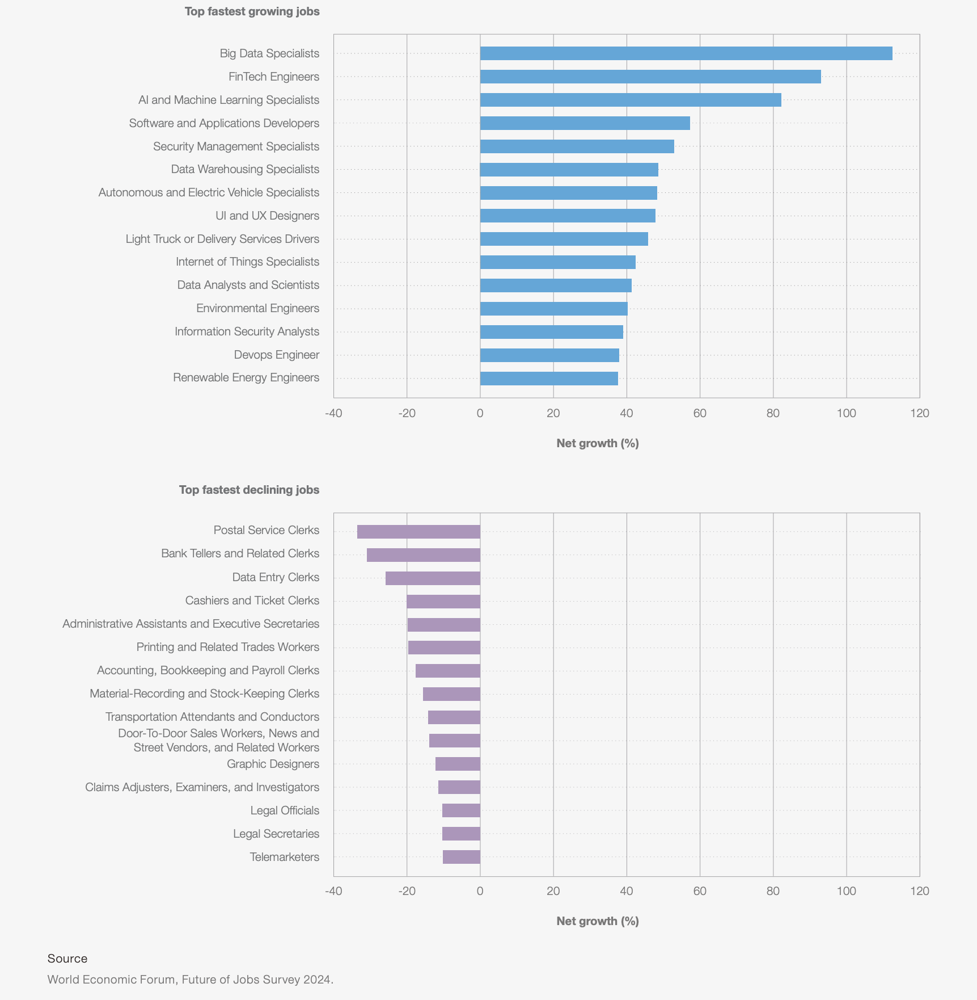 Top fastest growing jobs
Big Data Specialists
FinTech Engineers
AI and Machine Learning Specialists
Software and Applications Developers
Security Management Specialists
Data Warehousing Specialists
Autonomous and Electric Vehicle Specialists
UI and UX Designers
Light Truck or Delivery Services Drivers
Internet of Things Specialists
Data Analysts and Scientists
Environmental Engineers
Information Security Analysts
Devops Engineer
Renewable Energy Engineers
-40 -20 0 20 40 60 80 100 120
Net growth (%)
Top fastest declining jobs
Postal Service Clerks
Bank Tellers and Related Clerks
Data Entry Clerks
Cashiers and Ticket Clerks
Administrative Assistants and Executive Secretaries
Printing and Related Trades Workers
Accounting, Bookkeeping and Payroll Clerks
Material-Recording and Stock-Keeping Clerks
Transportation Attendants and Conductors
Door-To-Door Sales Workers, News and
Street Vendors, and Related Workers
Graphic Designers
Claims Adjusters, Examiners, and Investigators
Legal Officials
Legal Secretaries
Telemarketers
-40 -20 0 20 40 60 80 100 120
Net growth (%)
Source
World Economic Forum, Future of Jobs Survey 2024.